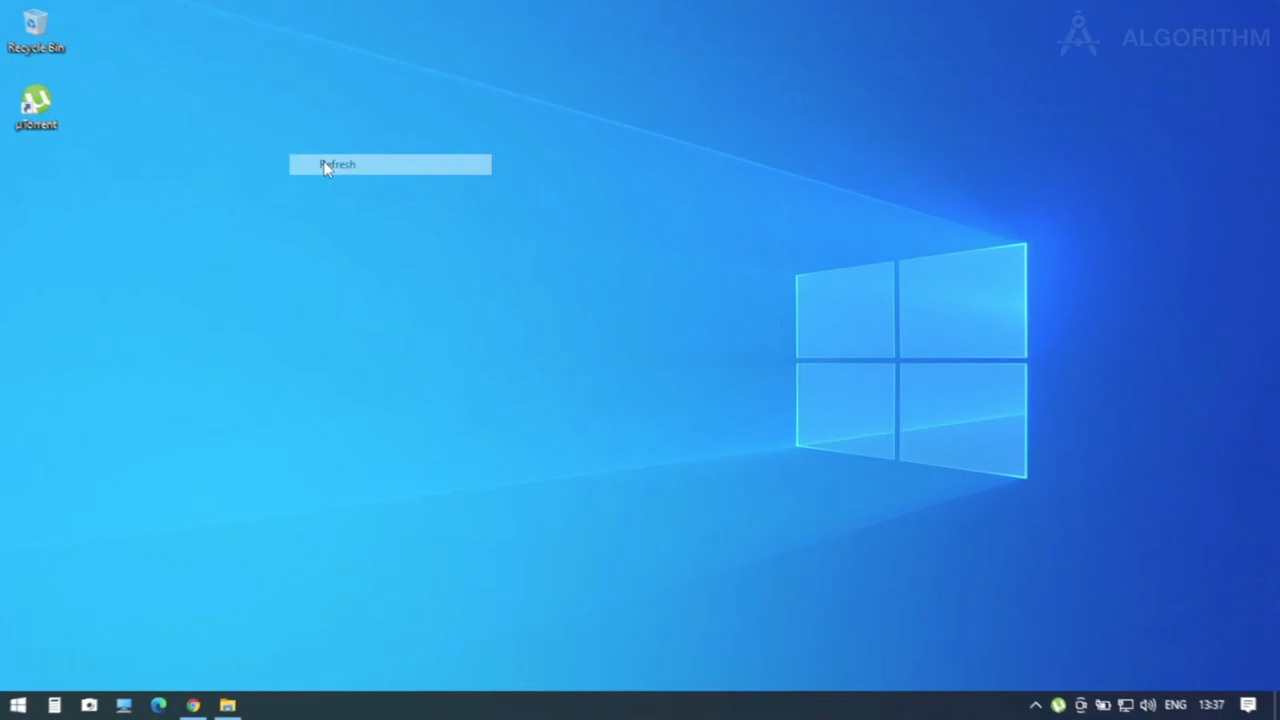 Recycle Bin
ALGORITHM
µTorrent
Refresh
ENG
13:37